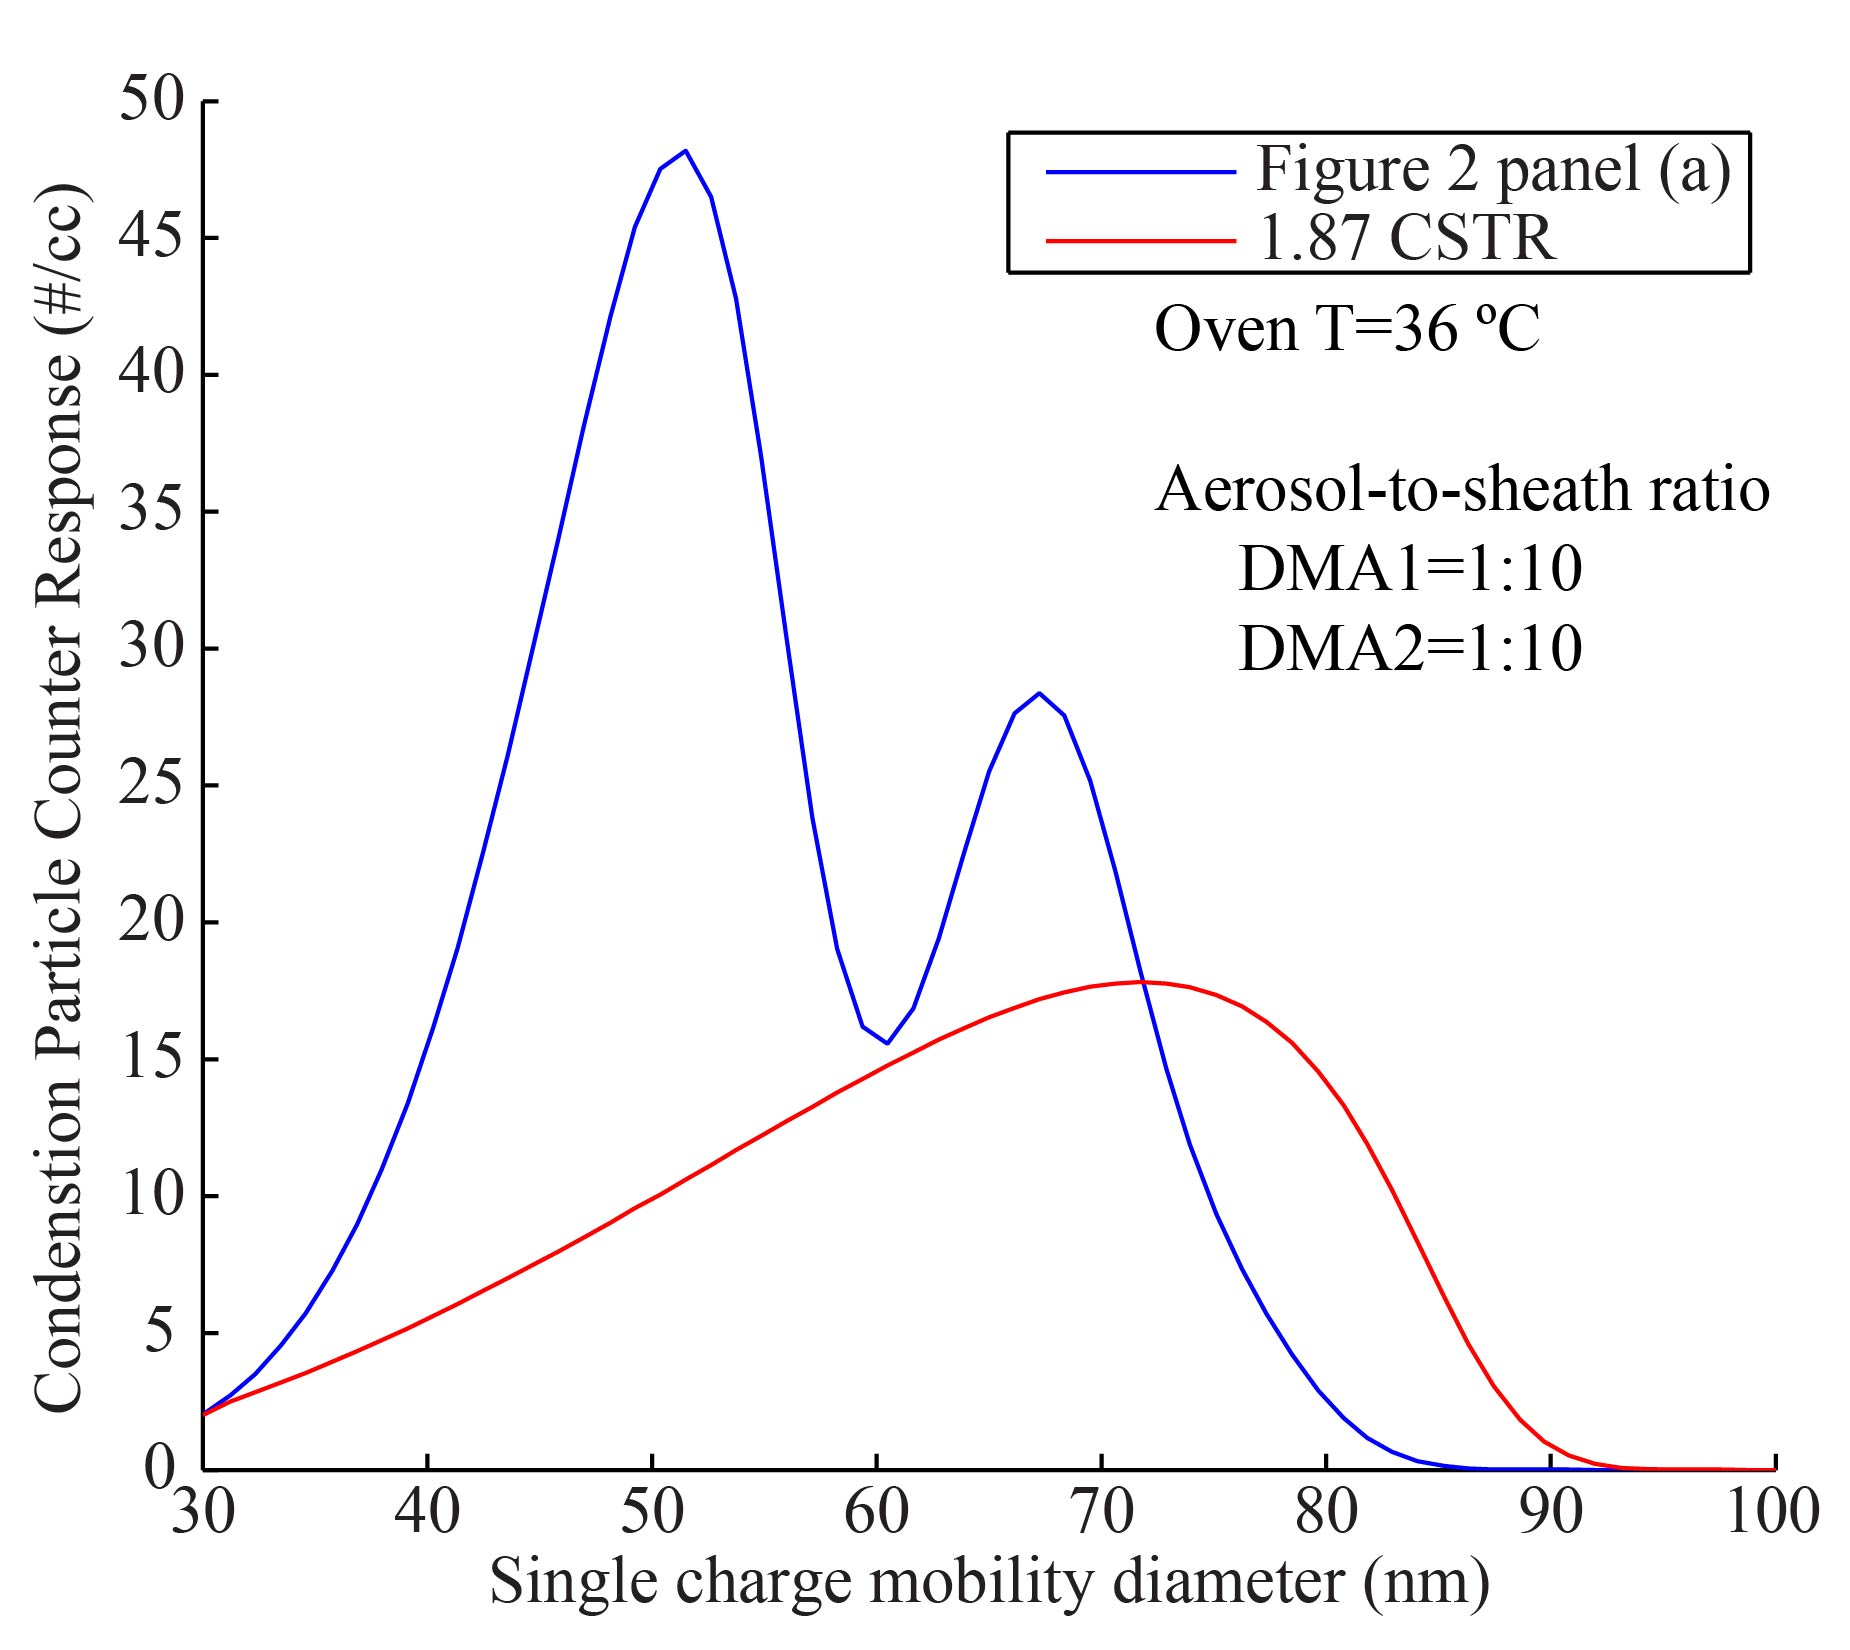 50
45
40
35
30
25
20
15
10
5
0
Condenstion Particle Counter Response (#/cc)
Figure 2 panel (a)
1.87 CSTR
Oven T=36 ºC
Aerosol-to-sheath ratio
DMA1=1:10
DMA2=1:10
30 40 50 60 70 80 90 100
Single charge mobility diameter (nm)